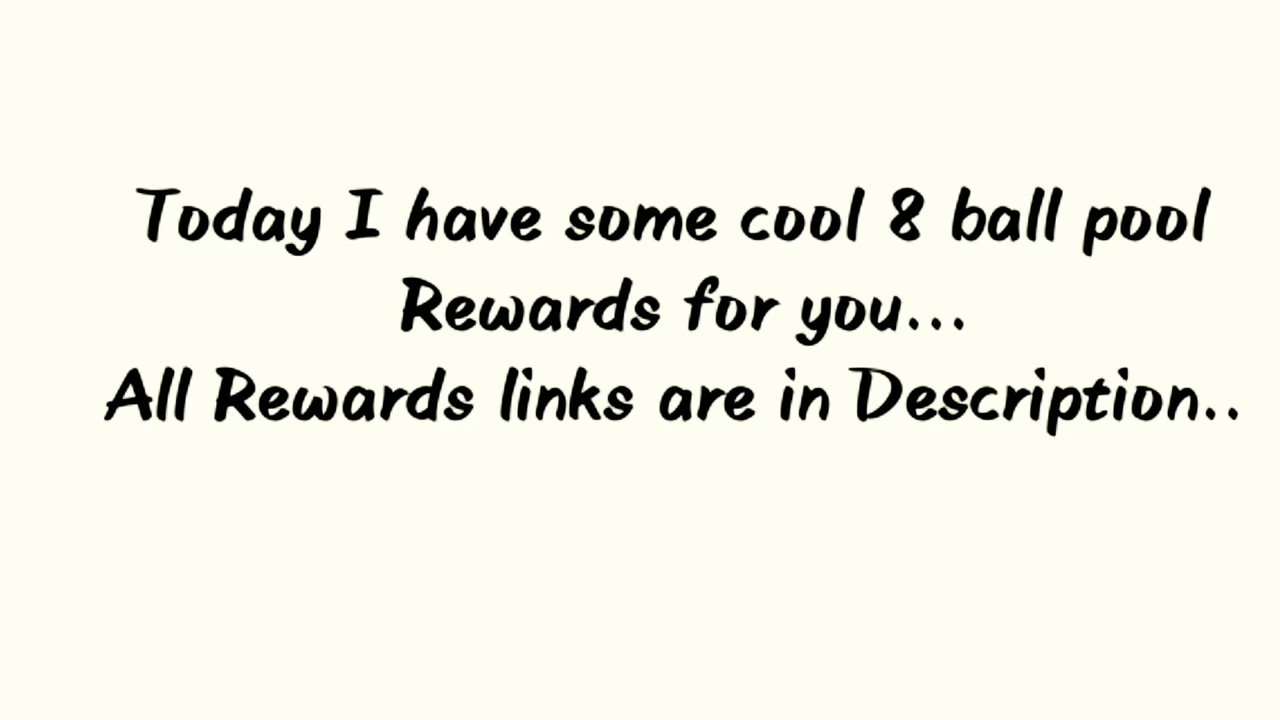 Today I have some cool 8 ball pool
Rewards for you...
All Rewards links are in Description..